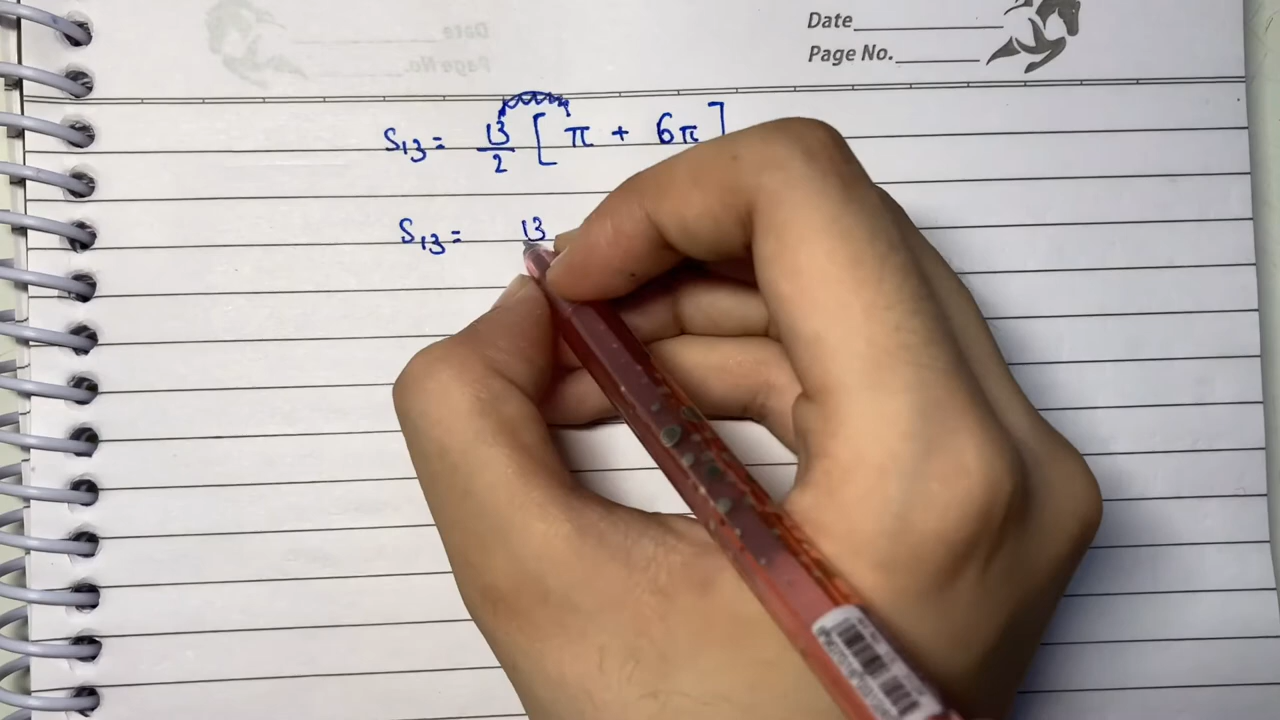 Date
Page No.
S₁₃ = 13/2 [π + 6π]
S₁₃ = 13